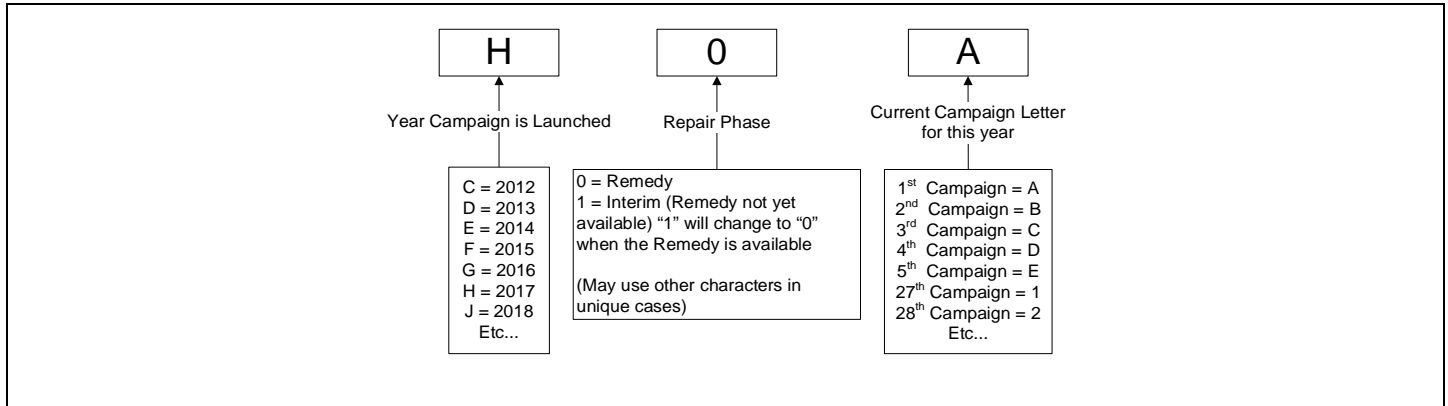 H
0
A
Year Campaign is Launched
Repair Phase
Current Campaign Letter
for this year
C = 2012
D = 2013
E = 2014
F = 2015
G = 2016
H = 2017
J = 2018
Etc...
0 = Remedy
1 = Interim (Remedy not yet
available) “1” will change to “0”
when the Remedy is available
(May use other characters in
unique cases)
1st Campaign = A
2nd Campaign = B
3rd Campaign = C
4th Campaign = D
5th Campaign = E
27th Campaign = 1
28th Campaign = 2
Etc...